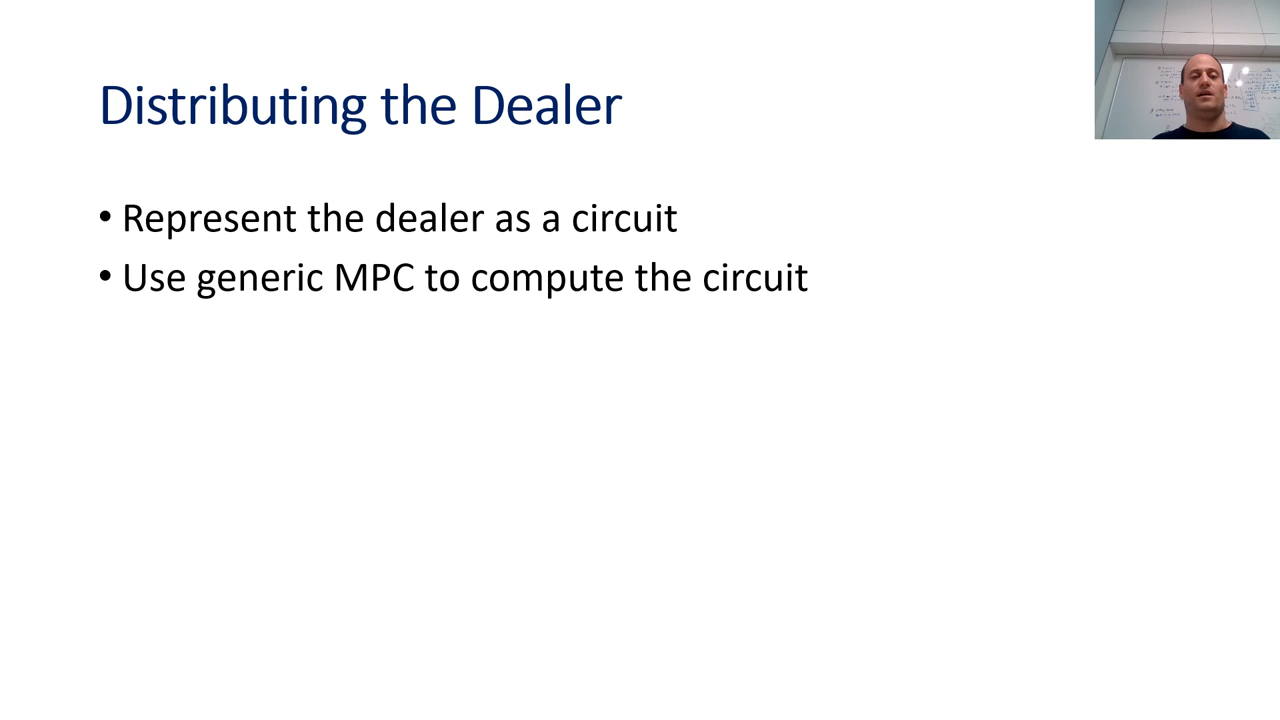 Distributing the Dealer
• Represent the dealer as a circuit
• Use generic MPC to compute the circuit